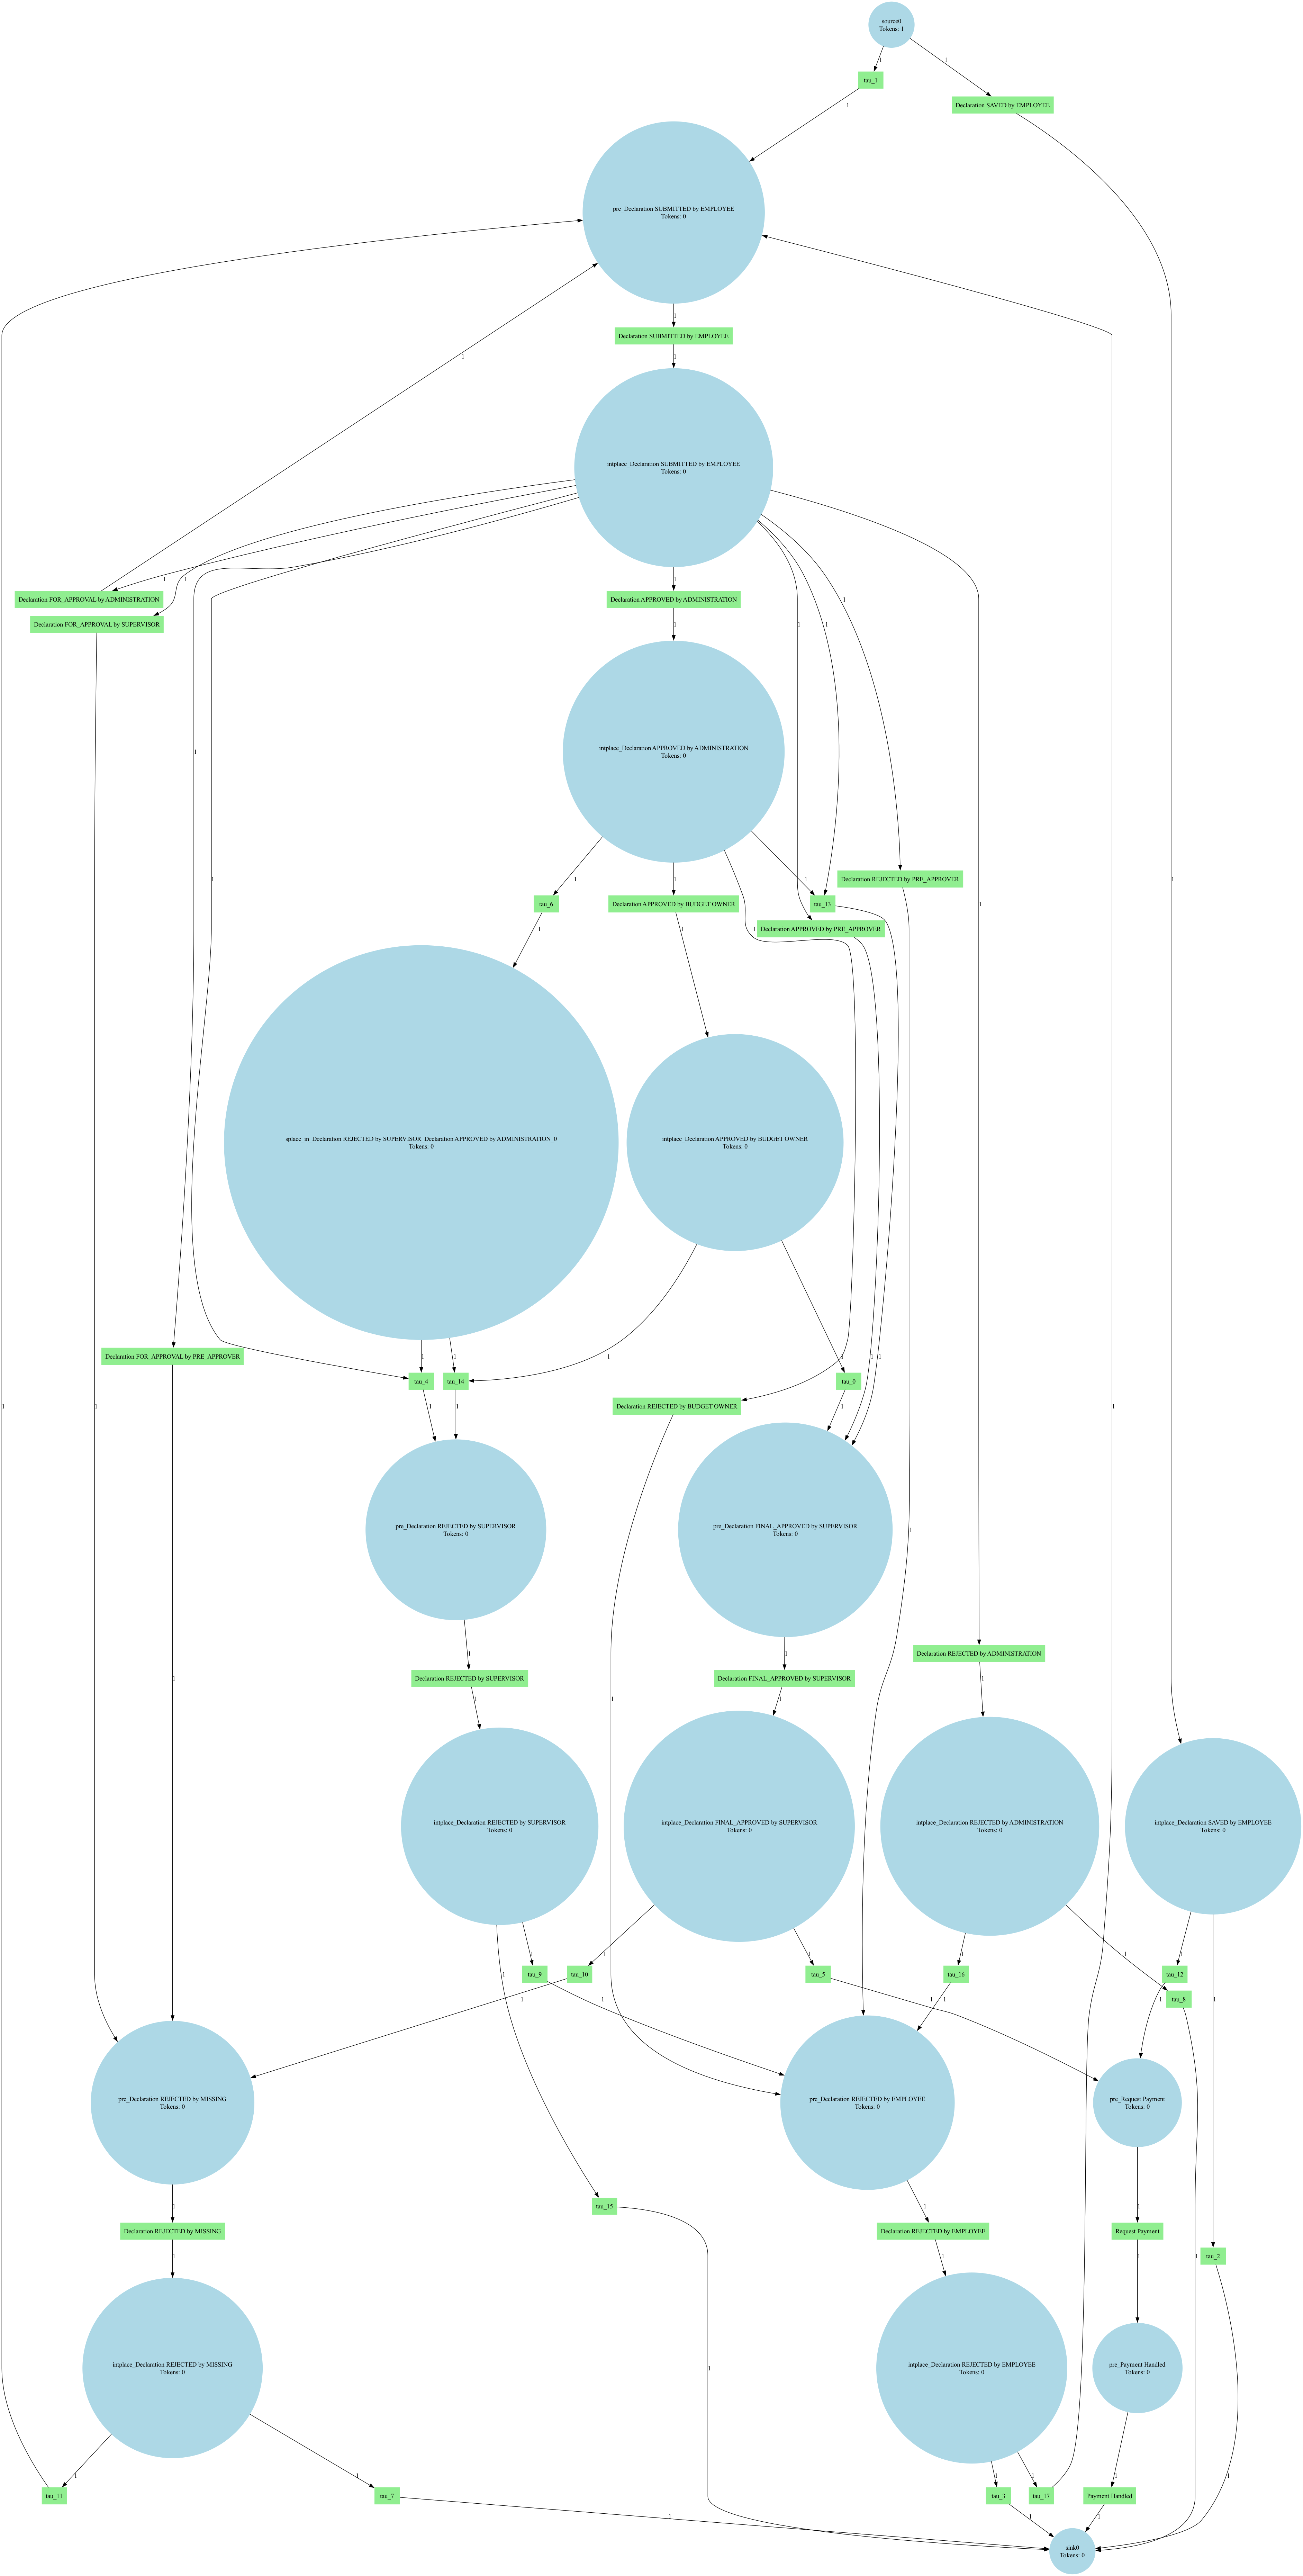 source0
Tokens: 1
1
1
tau_1
Declaration SAVED by EMPLOYEE
1
pre_Declaration SUBMITTED by EMPLOYEE
Tokens: 0
1
Declaration SUBMITTED by EMPLOYEE
1
1
intplace_Declaration SUBMITTED by EMPLOYEE
Tokens: 0
1
1
1
Declaration FOR_APPROVAL by ADMINISTRATION
Declaration APPROVED by ADMINISTRATION
1
1
Declaration FOR_APPROVAL by SUPERVISOR
1
1
1
intplace_Declaration APPROVED by ADMINISTRATION
Tokens: 0
1
1
1
1
1
1
Declaration REJECTED by PRE_APPROVER
tau_6
Declaration APPROVED by BUDGET OWNER
tau_13
1
1
1
Declaration APPROVED by PRE_APPROVER
1
splace_in_Declaration REJECTED by SUPERVISOR_Declaration APPROVED by ADMINISTRATION_0
Tokens: 0
intplace_Declaration APPROVED by BUDGET OWNER
Tokens: 0
Declaration FOR_APPROVAL by PRE_APPROVER
1
1
1
1
1
1
tau_4
tau_14
tau_0
1
1
1
1
1
1
Declaration REJECTED by BUDGET OWNER
pre_Declaration REJECTED by SUPERVISOR
Tokens: 0
pre_Declaration FINAL_APPROVED by SUPERVISOR
Tokens: 0
1
1
1
Declaration REJECTED by ADMINISTRATION
1
Declaration REJECTED by SUPERVISOR
Declaration FINAL_APPROVED by SUPERVISOR
1
1
1
1
intplace_Declaration REJECTED by SUPERVISOR
Tokens: 0
intplace_Declaration FINAL_APPROVED by SUPERVISOR
Tokens: 0
intplace_Declaration REJECTED by ADMINISTRATION
Tokens: 0
intplace_Declaration SAVED by EMPLOYEE
Tokens: 0
1
1
1
1
1
1
1
tau_9
tau_10
tau_5
tau_16
tau_12
1
1
1
1
1
1
tau_8
pre_Declaration REJECTED by MISSING
Tokens: 0
pre_Declaration REJECTED by EMPLOYEE
Tokens: 0
pre_Request Payment
Tokens: 0
1
1
1
tau_15
Declaration REJECTED by MISSING
Declaration REJECTED by EMPLOYEE
Request Payment
1
1
1
1
tau_2
intplace_Declaration REJECTED by MISSING
Tokens: 0
intplace_Declaration REJECTED by EMPLOYEE
Tokens: 0
pre_Payment Handled
Tokens: 0
1
1
1
1
1
1
1
tau_11
tau_7
tau_3
tau_17
Payment Handled
1
1
1
sink0
Tokens: 0